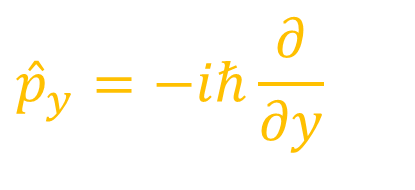 p̂_y = −iħ ∂/∂y